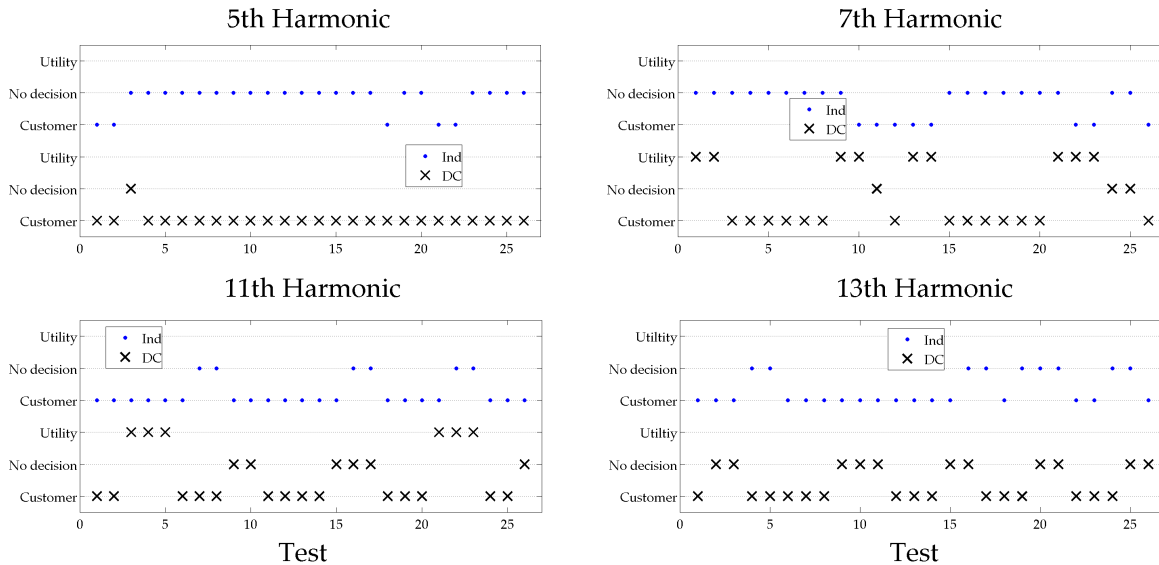 5th Harmonic
Utility
No decision
Customer
Utility
No decision
Customer
Ind
DC
0 5 10 15 20 25
7th Harmonic
Utility
No decision
Customer
Utility
No decision
Customer
Ind
DC
0 5 10 15 20 25
11th Harmonic
Utility
No decision
Customer
Utility
No decision
Customer
Ind
DC
0 5 10 15 20 25
Test
13th Harmonic
Utility
No decision
Customer
Utiltiy
No decision
Customer
Ind
DC
0 5 10 15 20 25
Test